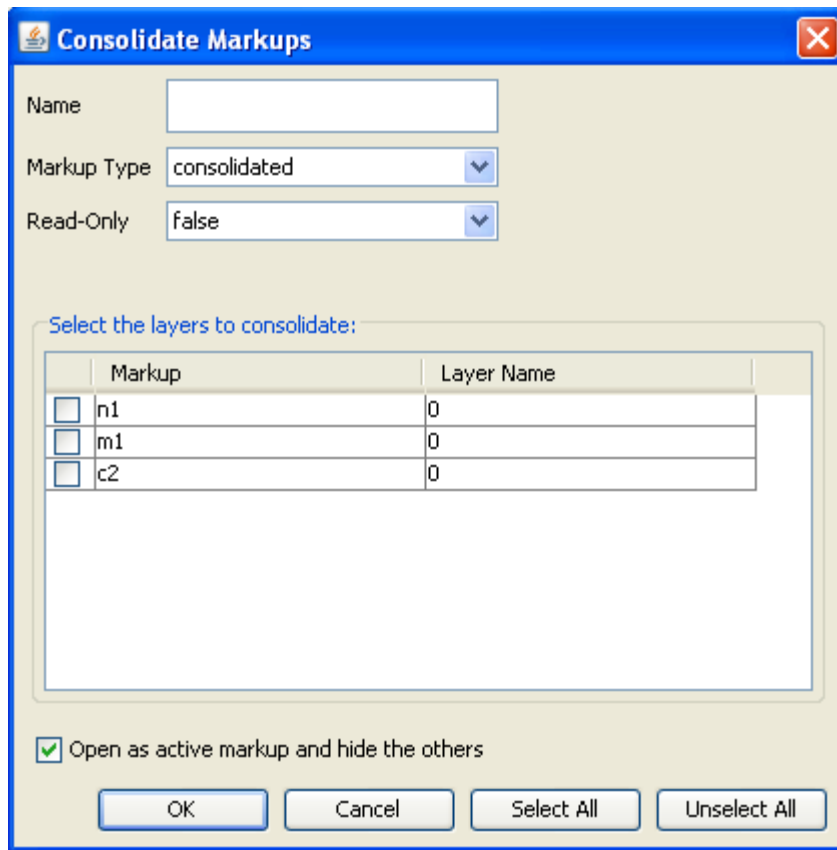 Consolidate Markups
Name
Markup Type consolidated
Read-Only false
Select the layers to consolidate:
Markup Layer Name
n1 0
m1 0
c2 0
Open as active markup and hide the others
OK Cancel Select All Unselect All